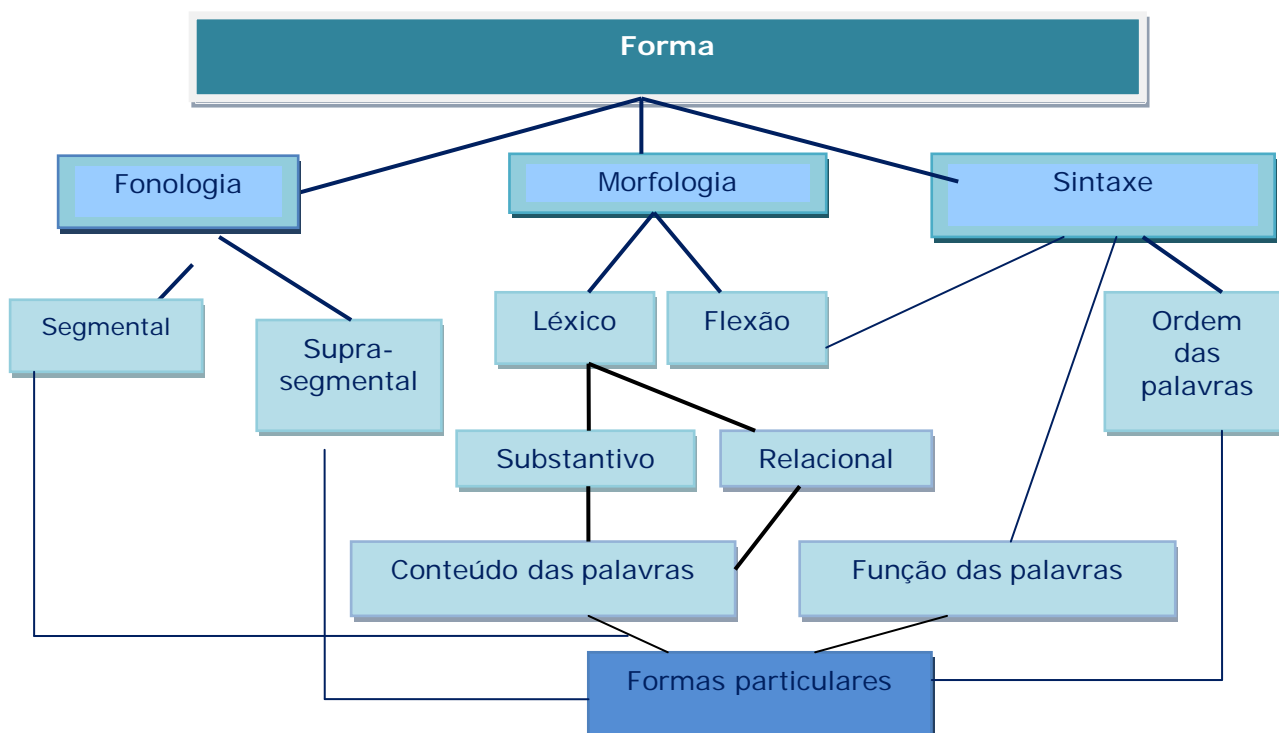 Forma
Fonologia
Morfologia
Sintaxe
Segmental
Supra-
segmental
Léxico
Flexão
Ordem
das
palavras
Substantivo
Relacional
Conteúdo das palavras
Função das palavras
Formas particulares